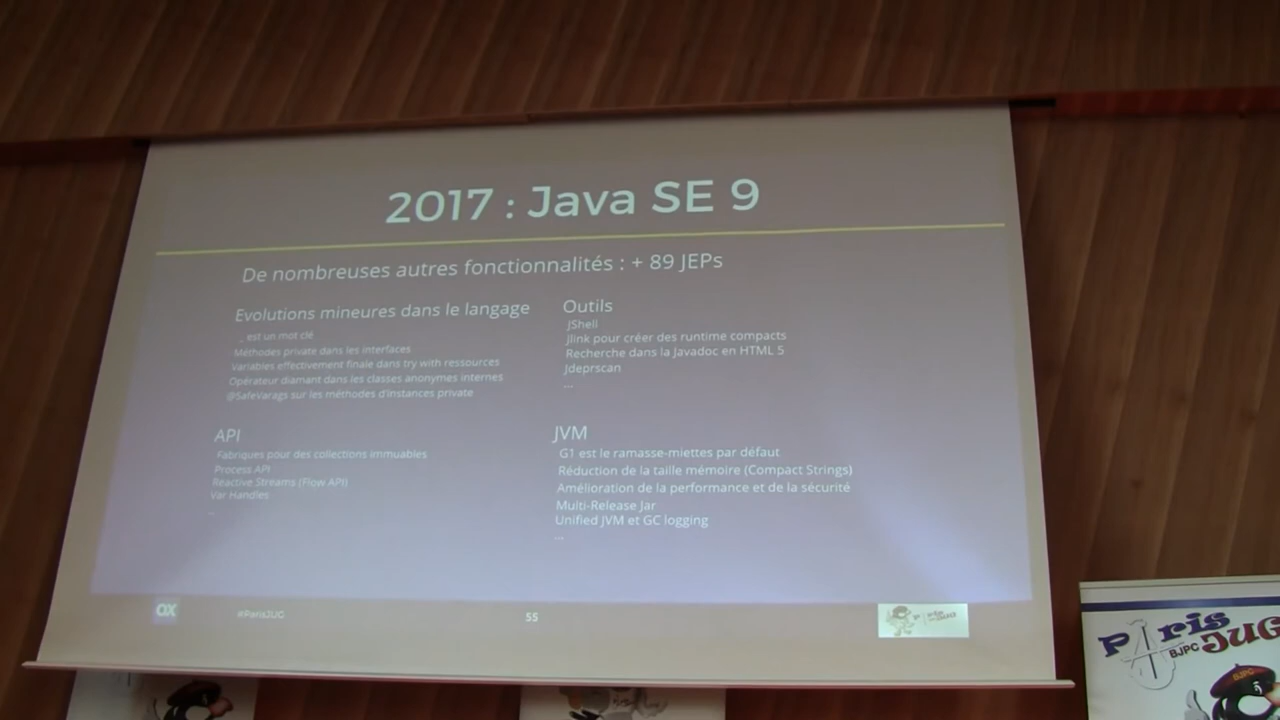 2017 : Java SE 9
De nombreuses autres fonctionnalités : + 89 JEPs
Evolutions mineures dans le langage
_ est un mot clé
Méthodes private dans les interfaces
Variables effectivement finale dans try with ressources
Opérateur diamant dans les classes anonymes internes
@SafeVarags sur les méthodes d'instances private
Outils
JShell
Jlink pour créer des runtime compacts
Recherche dans la Javadoc en HTML 5
Jdeprscan
...
API
Fabriques pour des collections immuables
Process API
Reactive Streams (Flow API)
Var Handles
...
JVM
G1 est le ramasse-miettes par défaut
Réduction de la taille mémoire (Compact Strings)
Amélioration de la performance et de la sécurité
Multi-Release Jar
Unified JVM et GC logging
...
OX
#ParisJUG
55
Paris
BJPC JUG
BJPC